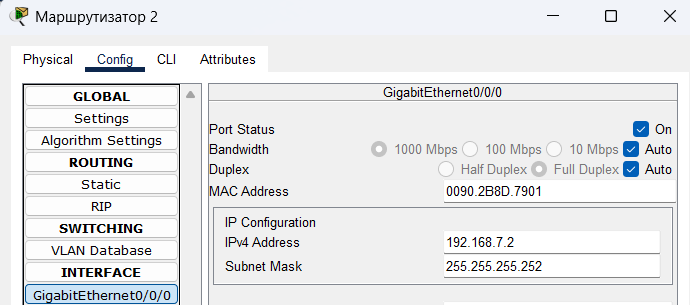 Маршрутизатор 2
Physical Config CLI Attributes
GLOBAL
Settings
Algorithm Settings
ROUTING
Static
RIP
SWITCHING
VLAN Database
INTERFACE
GigabitEthernet0/0/0
GigabitEthernet0/0/0
Port Status On
Bandwidth 1000 Mbps 100 Mbps 10 Mbps Auto
Duplex Half Duplex Full Duplex Auto
MAC Address 0090.2B8D.7901
IP Configuration
IPv4 Address 192.168.7.2
Subnet Mask 255.255.255.252